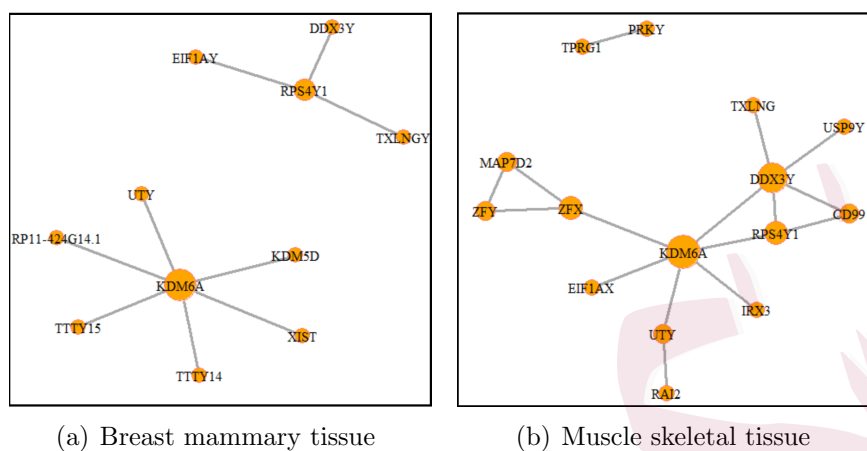 DDX3Y
EIF1AY
RPS4Y1
TXLNGY
UTY
RP11-424G14.1
KDM5D
KDM6A
TTTY15
XIST
TTTY14
(a) Breast mammary tissue
PRKY
TPRG1
TXLNG
USP9Y
MAP7D2
DDX3Y
ZFY
ZFX
CD99
RPS4Y1
KDM6A
EIF1AX
IRX3
UTY
RAI2
(b) Muscle skeletal tissue